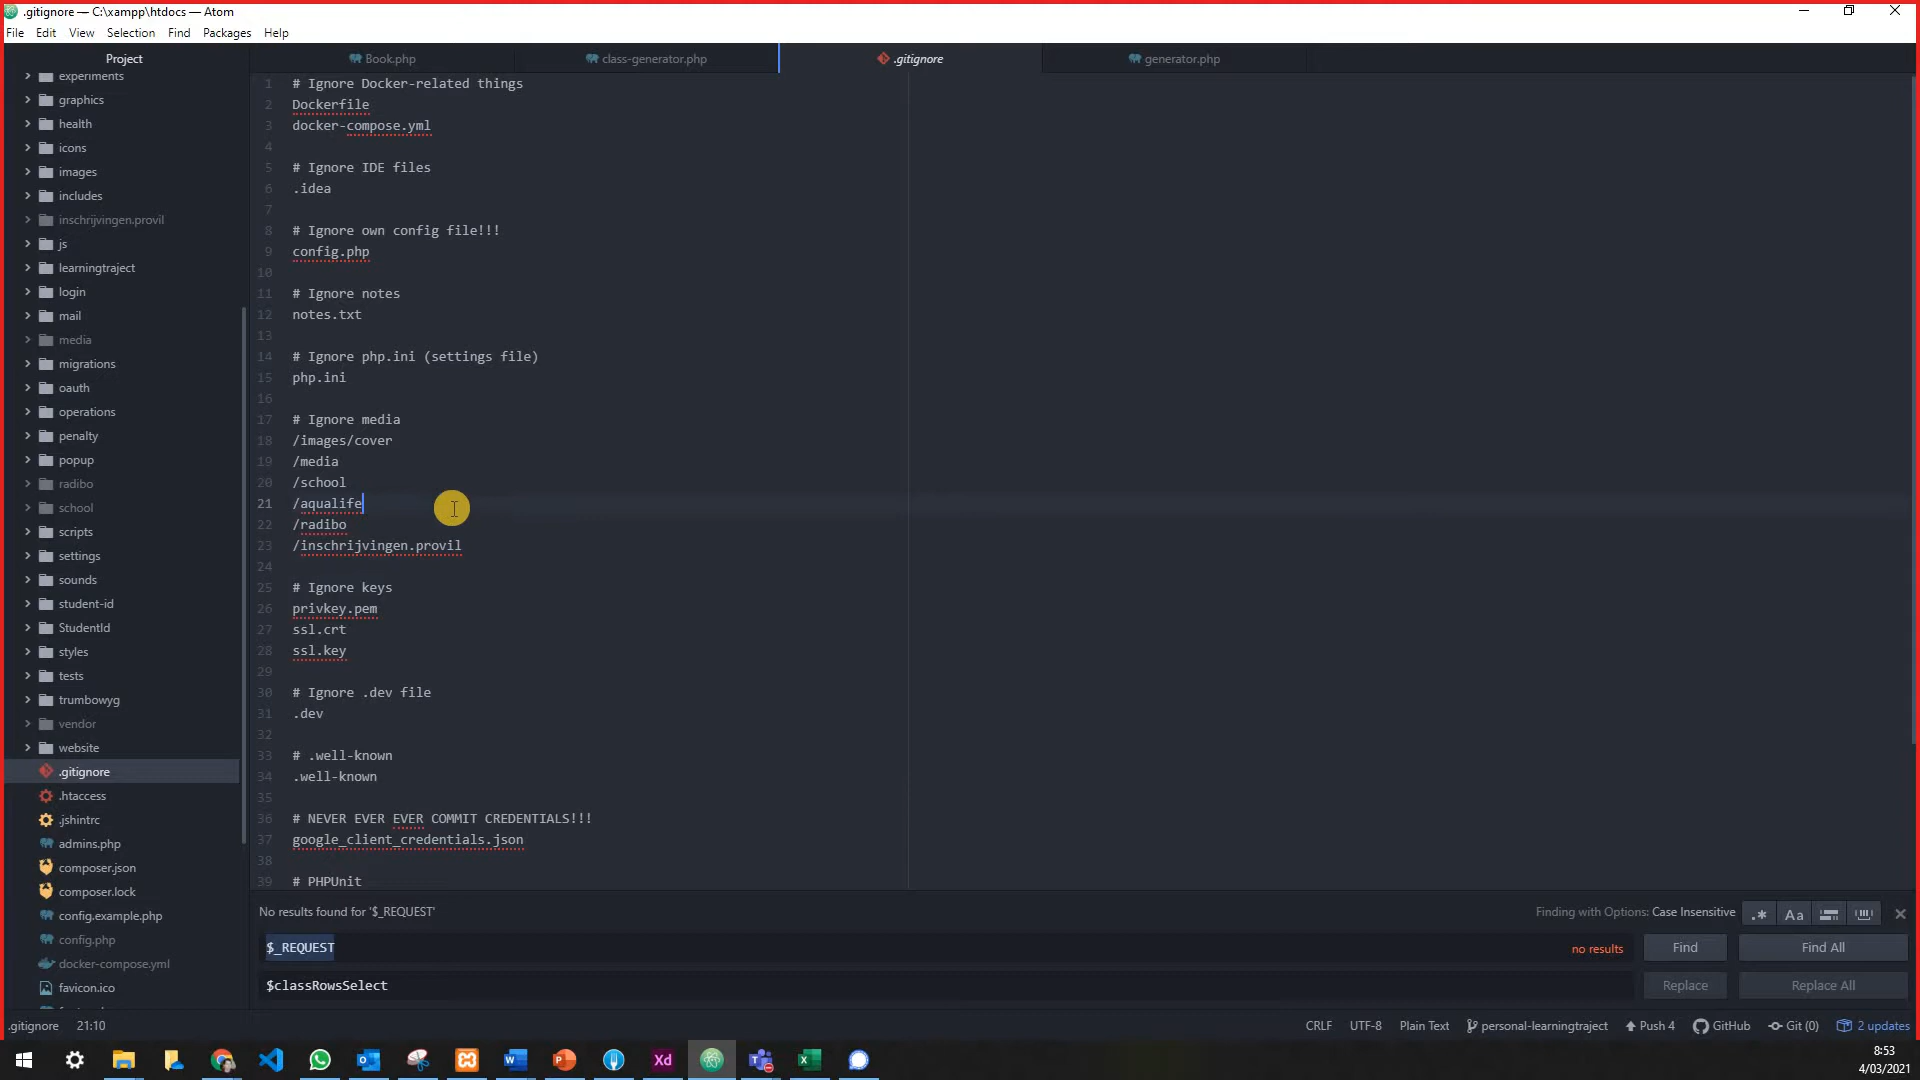 .gitignore — C:\xampp\htdocs — Atom
File Edit View Selection Find Packages Help
Project
experiments
graphics
health
icons
images
includes
inschrijvingen.provil
js
learningtraject
login
mail
media
migrations
oauth
operations
penalty
popup
radibo
school
scripts
settings
sounds
student-id
StudentId
styles
tests
trumbowyg
vendor
website
.gitignore
.htaccess
.jshintrc
admins.php
composer.json
composer.lock
config.example.php
config.php
docker-compose.yml
favicon.ico
Book.php class-generator.php .gitignore generator.php
1 # Ignore Docker-related things
2 Dockerfile
3 docker-compose.yml
4
5 # Ignore IDE files
6 .idea
7
8 # Ignore own config file!!!
9 config.php
10
11 # Ignore notes
12 notes.txt
13
14 # Ignore php.ini (settings file)
15 php.ini
16
17 # Ignore media
18 /images/cover
19 /media
20 /school
21 /aqualife
22 /radibo
23 /inschrijvingen.provil
24
25 # Ignore keys
26 privkey.pem
27 ssl.crt
28 ssl.key
29
30 # Ignore .dev file
31 .dev
32
33 # .well-known
34 .well-known
35
36 # NEVER EVER EVER COMMIT CREDENTIALS!!!
37 google_client_credentials.json
38
39 # PHPUnit
No results found for '$_REQUEST' Finding with Options: Case Insensitive .* Aa
$_REQUEST no results Find Find All
$classRowsSelect Replace Replace All
.gitignore 21:10 CRLF UTF-8 Plain Text personal-learningtraject Push 4 GitHub Git (0) 2 updates
Xd
8:53
4/03/2021